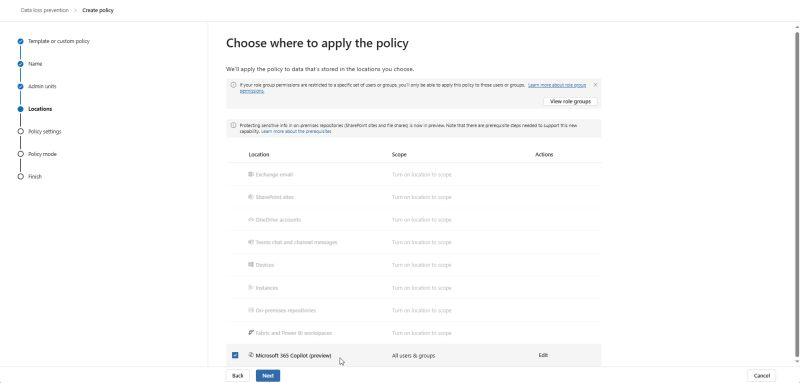 Data loss prevention > Create policy
Template or custom policy
Name
Admin units
Locations
Policy settings
Policy mode
Finish
Choose where to apply the policy
We'll apply the policy to data that's stored in the locations you choose.
If your role group permissions are restricted to a specific set of users or groups, you'll only be able to apply this policy to those users or groups. Learn more about role group
permissions.
View role groups
Protecting sensitive info in on-premises repositories (SharePoint sites and file shares) is now in preview. Note that there are prerequisite steps needed to support this new
capability. Learn more about the prerequisites
Location Scope Actions
Exchange email Turn on location to scope
SharePoint sites Turn on location to scope
OneDrive accounts Turn on location to scope
Teams chat and channel messages Turn on location to scope
Devices Turn on location to scope
Instances Turn on location to scope
On-premises repositories Turn on location to scope
Fabric and Power BI workspaces Turn on location to scope
Microsoft 365 Copilot (preview) All users & groups Edit
Back Next Cancel